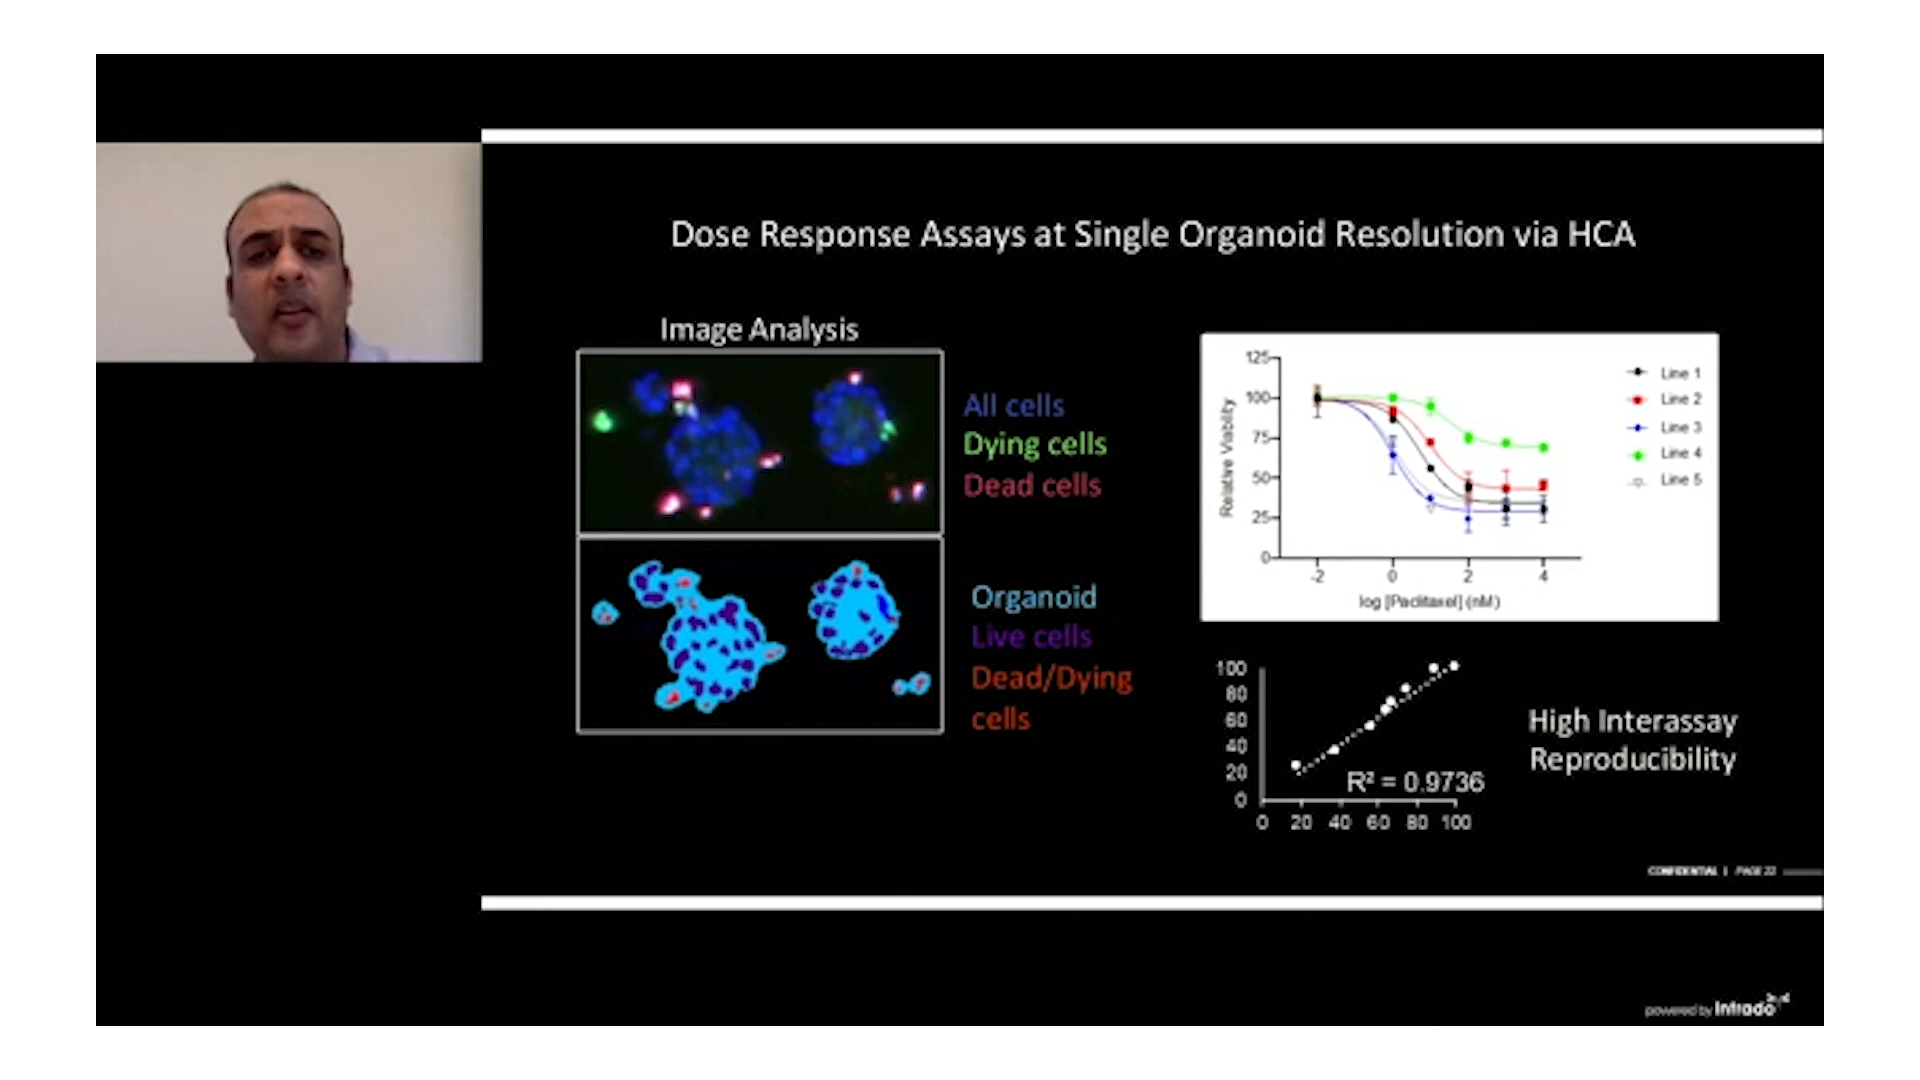 Dose Response Assays at Single Organoid Resolution via HCA
Image Analysis
All cells
Dying cells
Dead cells
Organoid
Live cells
Dead/Dying
cells
125
100
75
50
25
0
-2 0 2 4
Relative Viability
log [Paclitaxel] (nM)
Line 1
Line 2
Line 3
Line 4
Line 5
100
80
60
40
20
0
0 20 40 60 80 100
R² = 0.9736
High Interassay
Reproducibility
CONFIDENTIAL | PAGE 22
powered by intrado